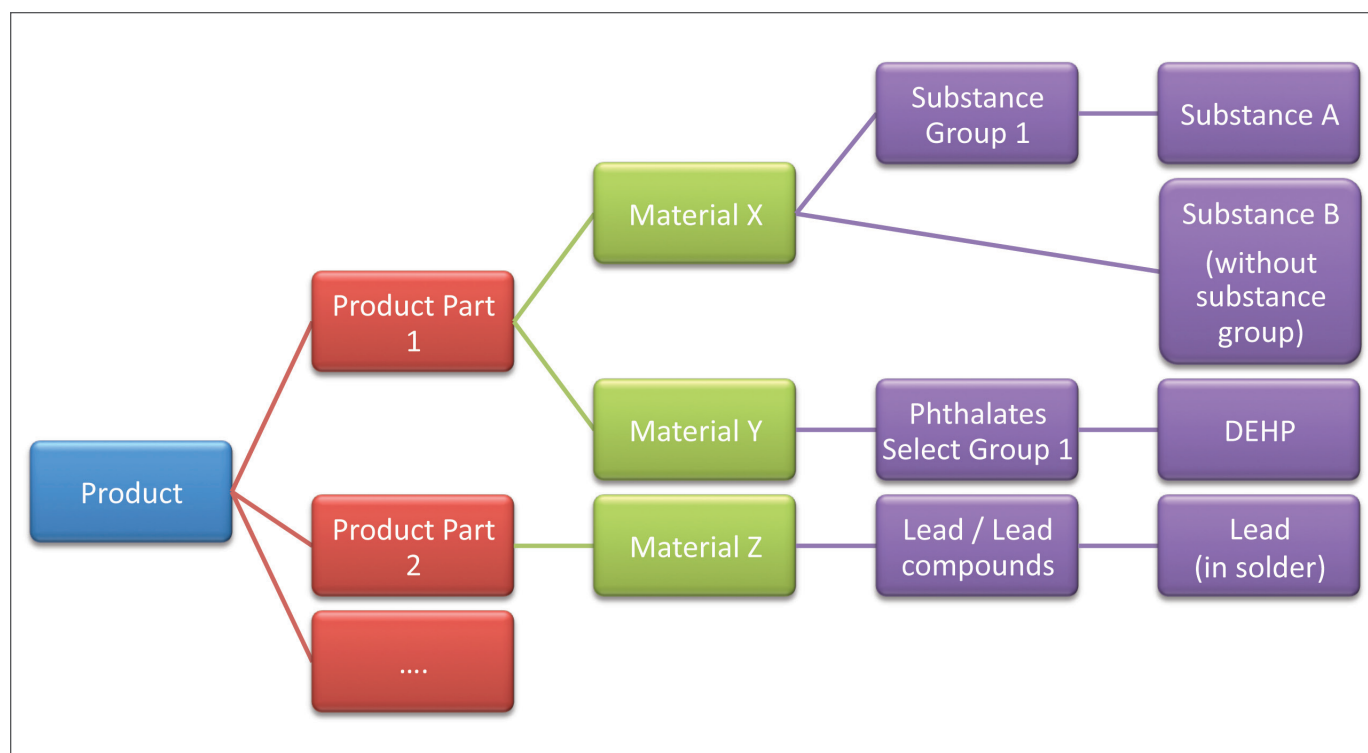 Substance
Group 1
Substance A
Material X
Substance B
(without
substance
group)
Product Part
1
Material Y
Phthalates
Select Group 1
DEHP
Product
Product Part
2
Material Z
Lead / Lead
compounds
Lead
(in solder)
....